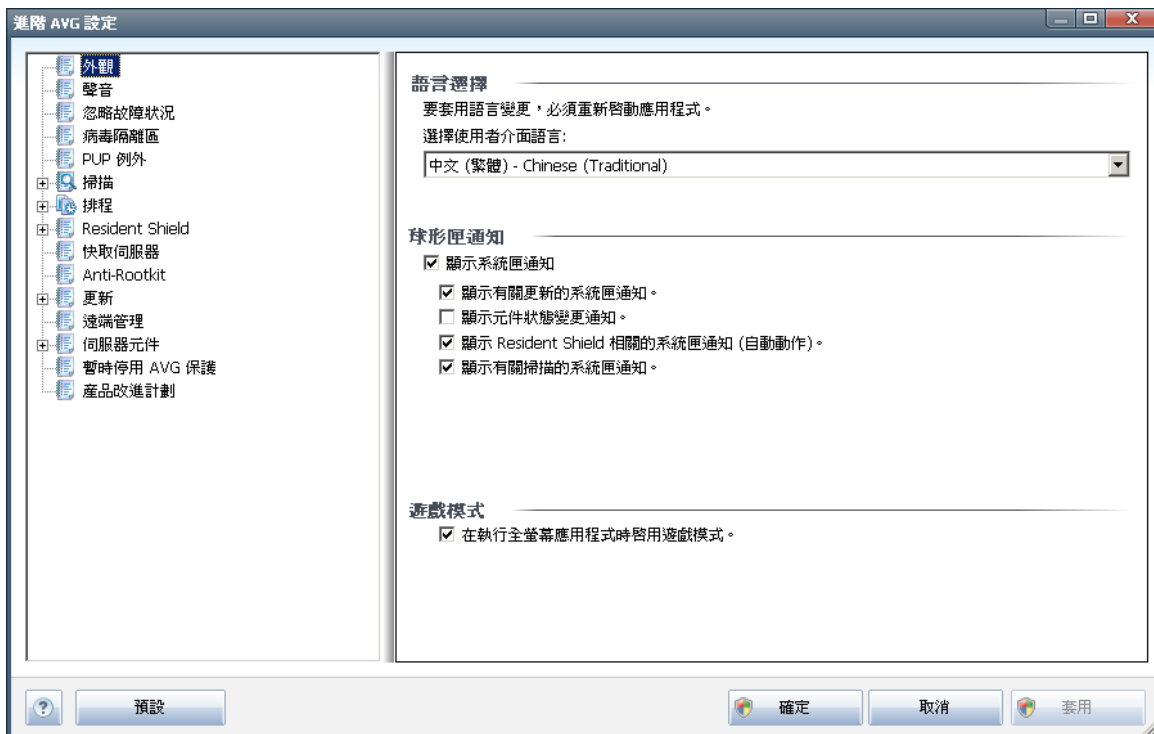 進階 AVG 設定
外觀
聲音
忽略故障狀況
病毒隔離區
PUP 例外
掃描
排程
Resident Shield
快取伺服器
Anti-Rootkit
更新
遠端管理
伺服器元件
暫時停用 AVG 保護
產品改進計劃
語言選擇
要套用語言變更，必須重新啓動應用程式。
選擇使用者介面語言:
中文 (繁體) - Chinese (Traditional)
球形匣通知
顯示系統匣通知
顯示有關更新的系統匣通知。
顯示元件狀態變更通知。
顯示 Resident Shield 相關的系統匣通知 (自動動作)。
顯示有關掃描的系統匣通知。
遊戲模式
在執行全螢幕應用程式時啓用遊戲模式。
?
預設
確定
取消
套用